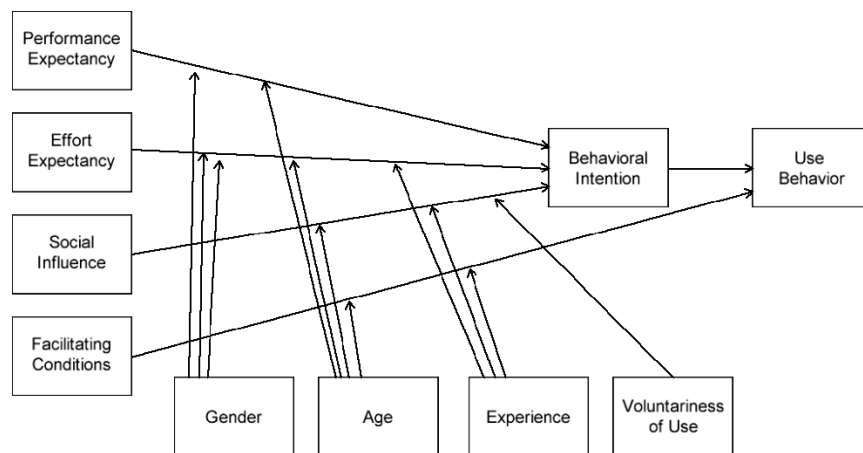 Performance
Expectancy
Effort
Expectancy
Behavioral
Intention
Use
Behavior
Social
Influence
Facilitating
Conditions
Gender
Age
Experience
Voluntariness
of Use